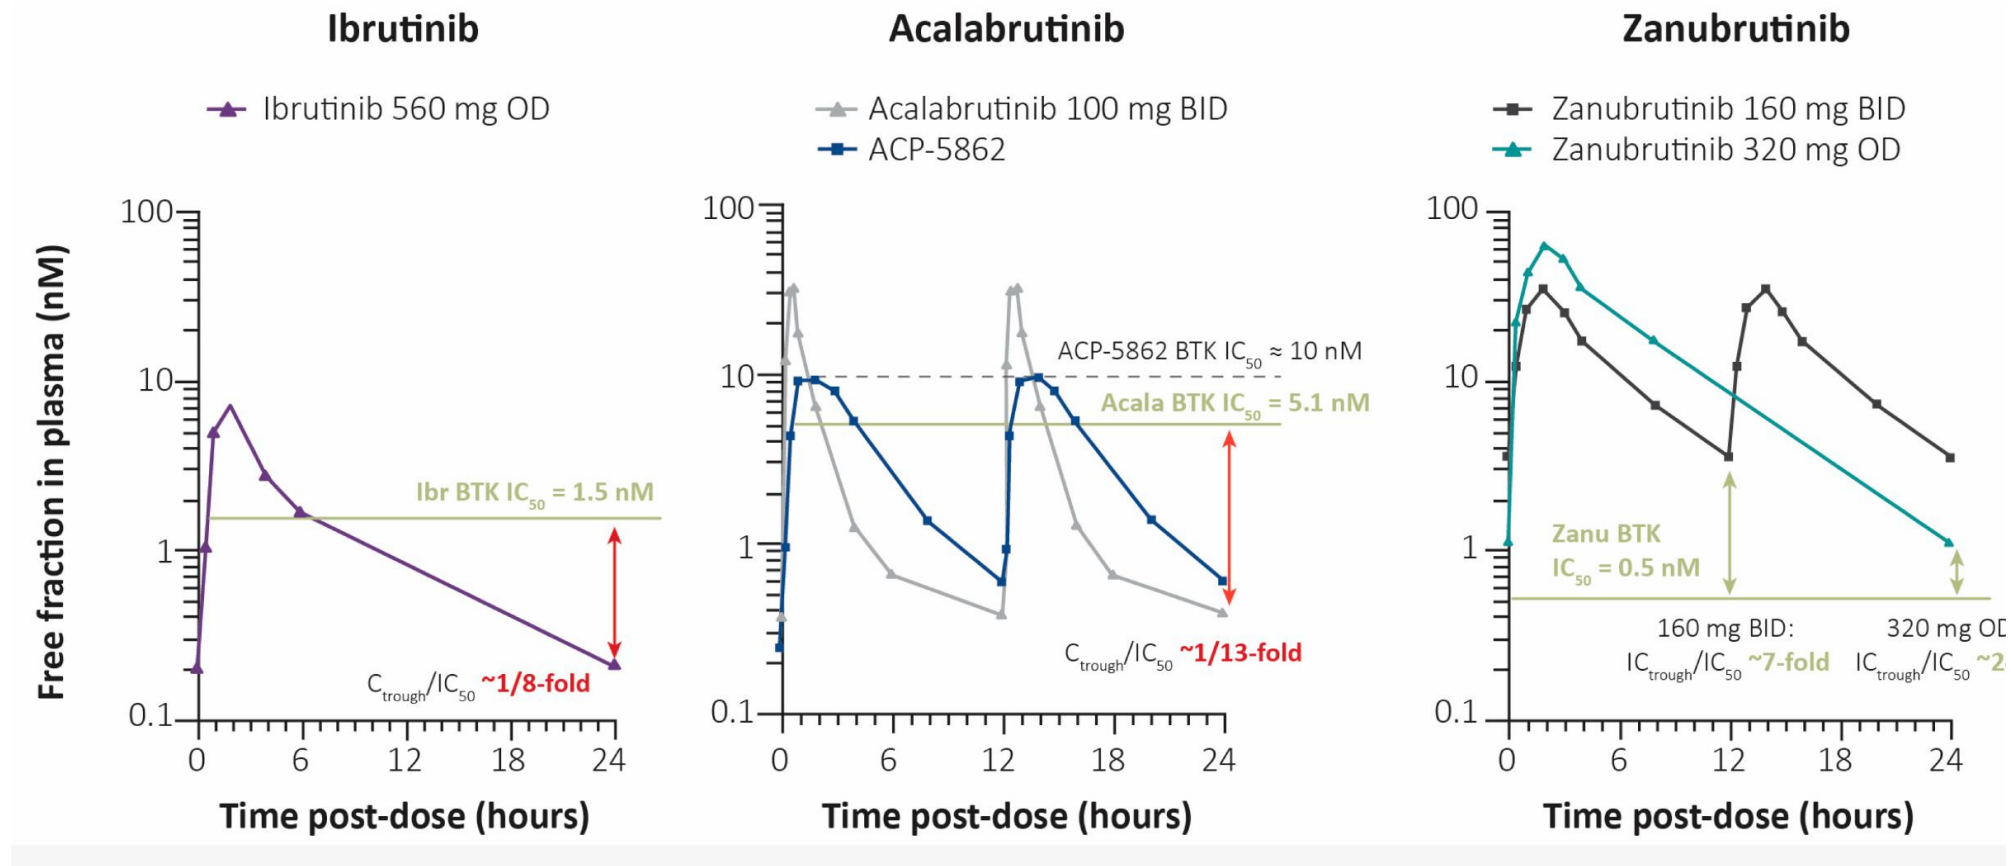 Ibrutinib
Ibrutinib 560 mg OD
Free fraction in plasma (nM)
100
10
1
0.1
Ibr BTK IC50 = 1.5 nM
Ctrough/IC50 ~1/8-fold
0 6 12 18 24
Time post-dose (hours)
Acalabrutinib
Acalabrutinib 100 mg BID
ACP-5862
100
10
1
0.1
ACP-5862 BTK IC50 ≈ 10 nM
Acala BTK IC50 = 5.1 nM
Ctrough/IC50 ~1/13-fold
0 6 12 18 24
Time post-dose (hours)
Zanubrutinib
Zanubrutinib 160 mg BID
Zanubrutinib 320 mg OD
100
10
1
0.1
Zanu BTK
IC50 = 0.5 nM
160 mg BID:
ICtrough/IC50 ~7-fold
320 mg OD
ICtrough/IC50 ~2-
0 6 12 18 24
Time post-dose (hours)